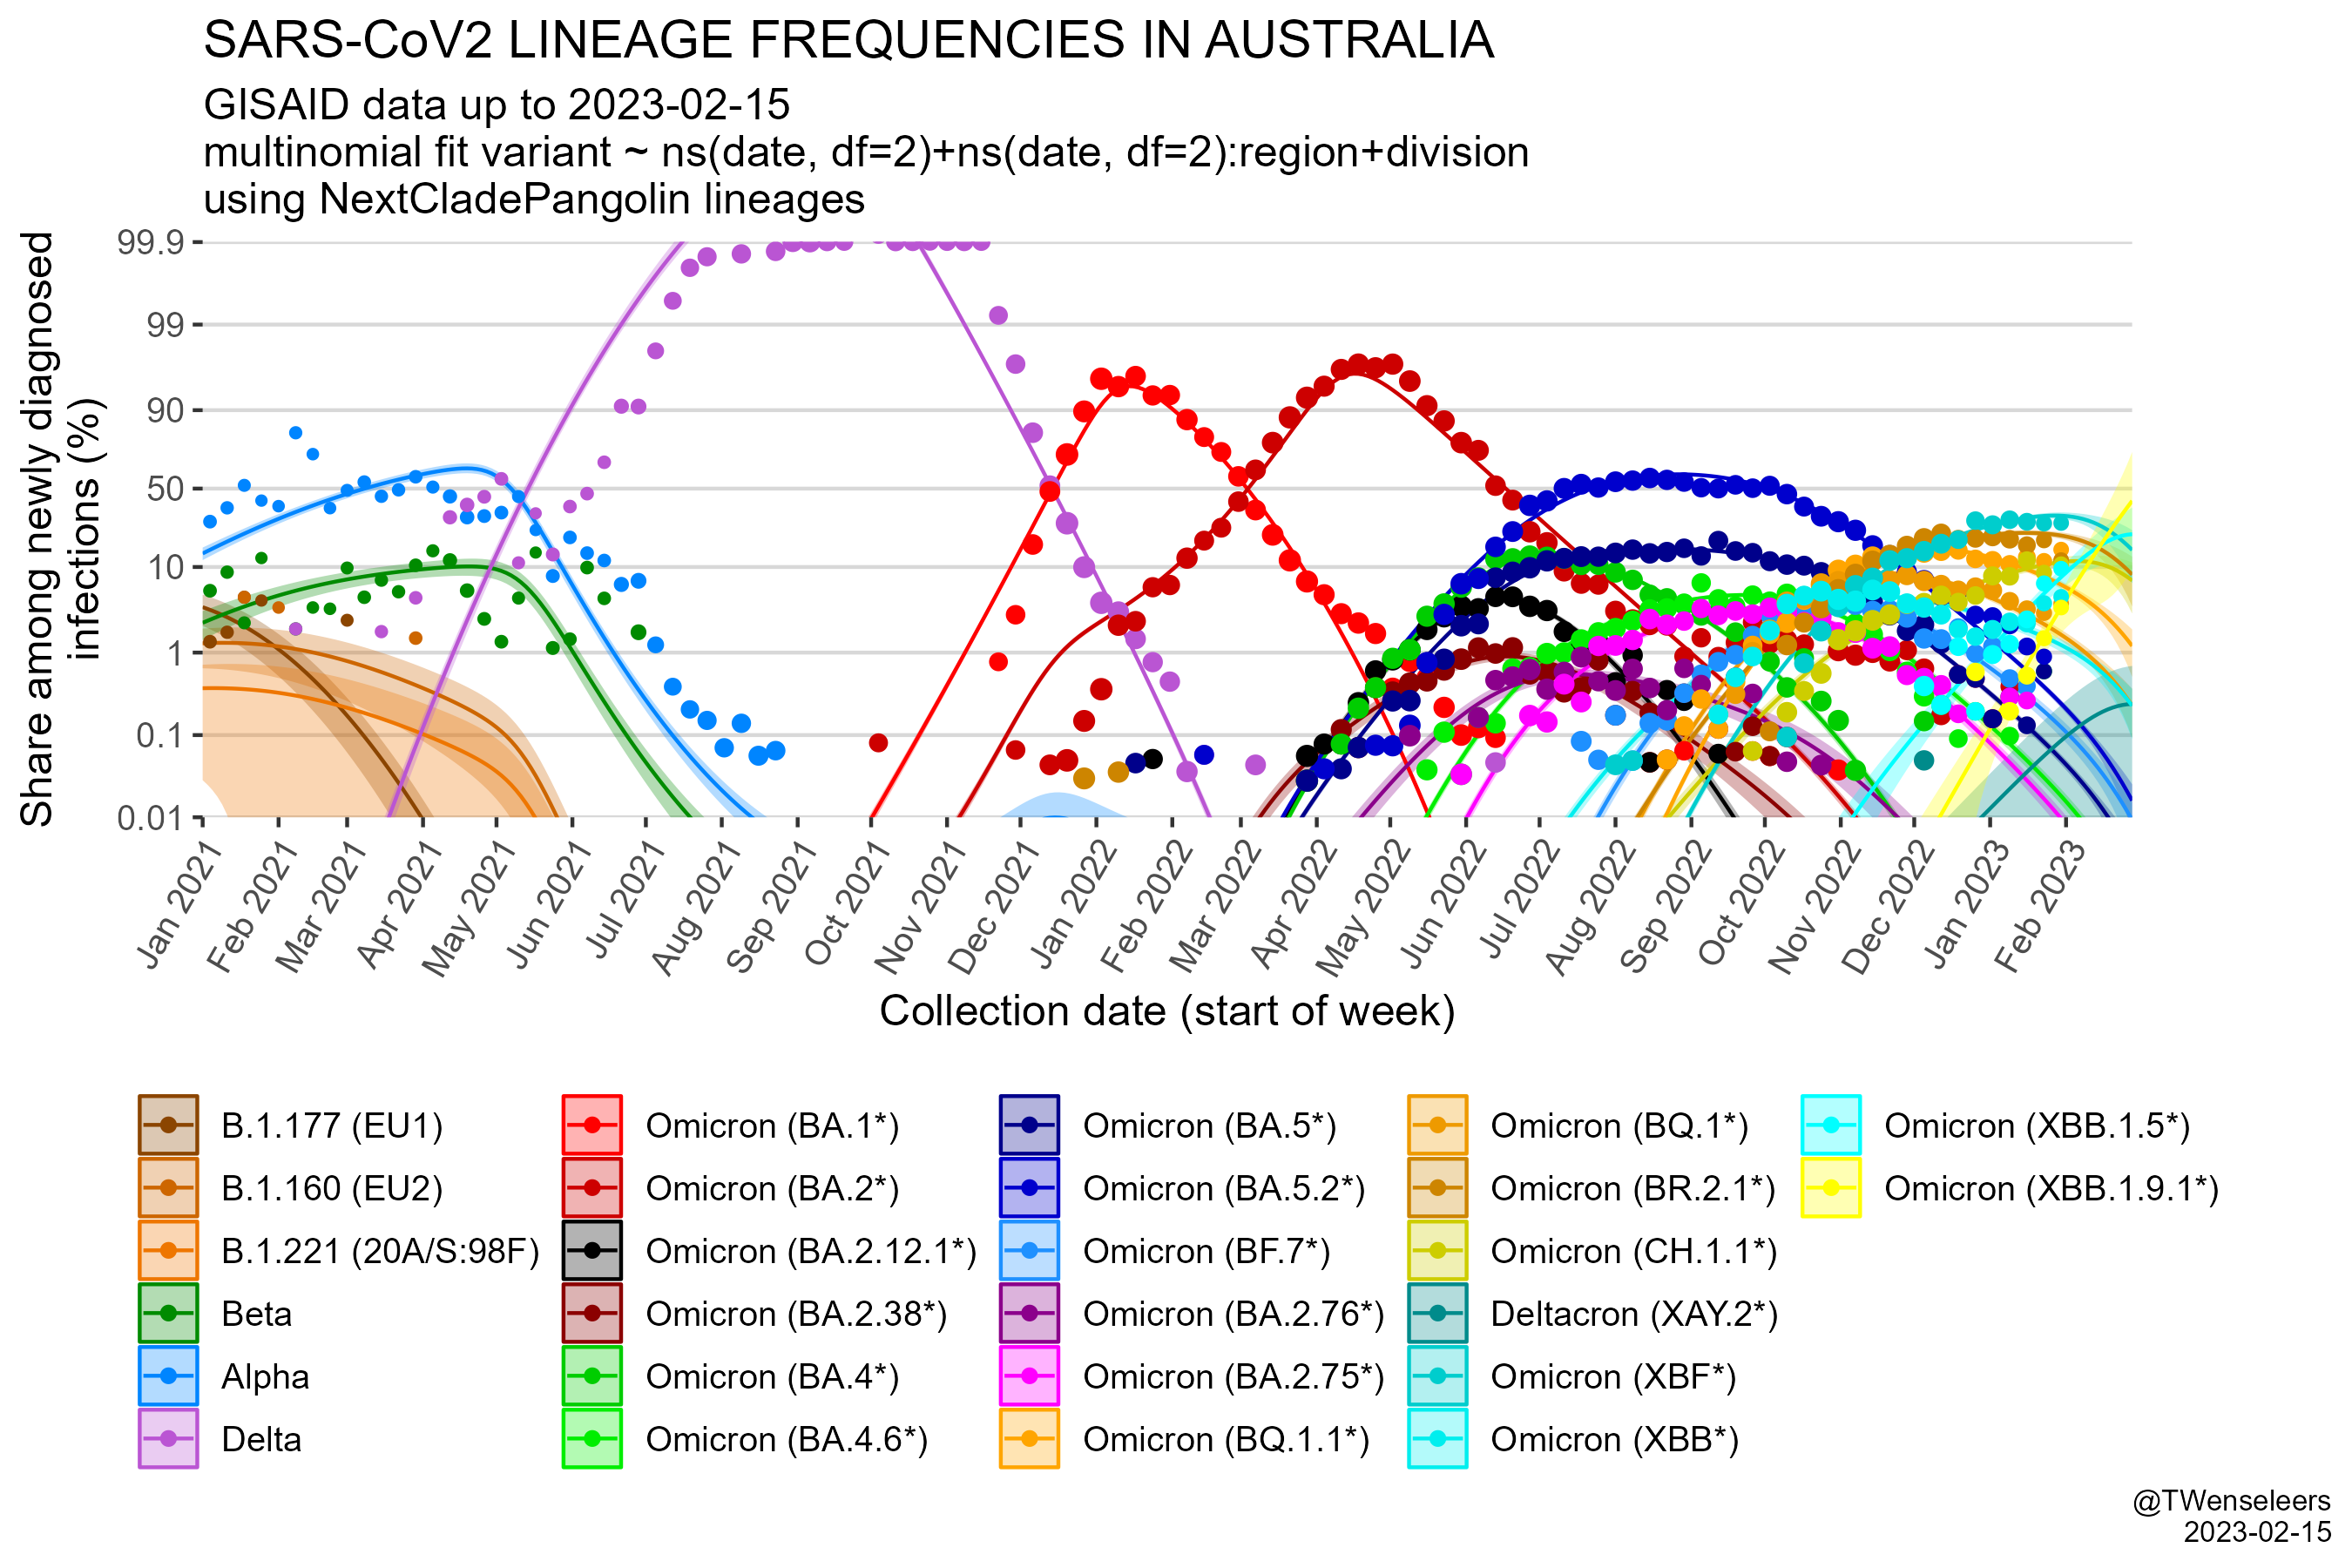 SARS-CoV2 LINEAGE FREQUENCIES IN AUSTRALIA
GISAID data up to 2023-02-15
multinomial fit variant ~ ns(date, df=2)+ns(date, df=2):region+division
using NextCladePangolin lineages
Share among newly diagnosed
infections (%)
99.9
99
90
50
10
1
0.1
0.01
Jan 2021
Feb 2021
Mar 2021
Apr 2021
May 2021
Jun 2021
Jul 2021
Aug 2021
Sep 2021
Oct 2021
Nov 2021
Dec 2021
Jan 2022
Feb 2022
Mar 2022
Apr 2022
May 2022
Jun 2022
Jul 2022
Aug 2022
Sep 2022
Oct 2022
Nov 2022
Dec 2022
Jan 2023
Feb 2023
Collection date (start of week)
B.1.177 (EU1)
B.1.160 (EU2)
B.1.221 (20A/S:98F)
Beta
Alpha
Delta
Omicron (BA.1*)
Omicron (BA.2*)
Omicron (BA.2.12.1*)
Omicron (BA.2.38*)
Omicron (BA.4*)
Omicron (BA.4.6*)
Omicron (BA.5*)
Omicron (BA.5.2*)
Omicron (BF.7*)
Omicron (BA.2.76*)
Omicron (BA.2.75*)
Omicron (BQ.1.1*)
Omicron (BQ.1*)
Omicron (BR.2.1*)
Omicron (CH.1.1*)
Deltacron (XAY.2*)
Omicron (XBF*)
Omicron (XBB*)
Omicron (XBB.1.5*)
Omicron (XBB.1.9.1*)
@TWenseleers
2023-02-15